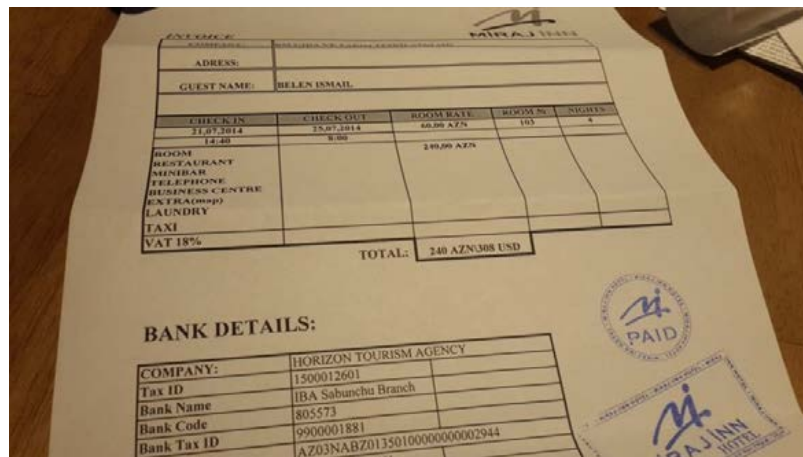 INVOICE
MIRAJ INN
COMPANY:
ADRESS:
GUEST NAME: BELEN ISMAIL
CHECK IN CHECK OUT ROOM RATE ROOM № NIGHTS
21,07,2014 25,07,2014 60,00 AZN 103 4
14:40 8:00
ROOM 240,00 AZN
RESTAURANT
MINIBAR
TELEPHONE
BUSINESS CENTRE
EXTRA(map)
LAUNDRY
TAXI
VAT 18%
TOTAL: 240 AZN\308 USD
BANK DETAILS:
COMPANY: HORIZON TOURISM AGENCY
Tax ID 1500012601
Bank Name IBA Sabunchu Branch
Bank Code 805573
Bank Tax ID 9900001881
AZ03NABZ01350100000000002944
PAID
MIRAJ INN
HOTEL